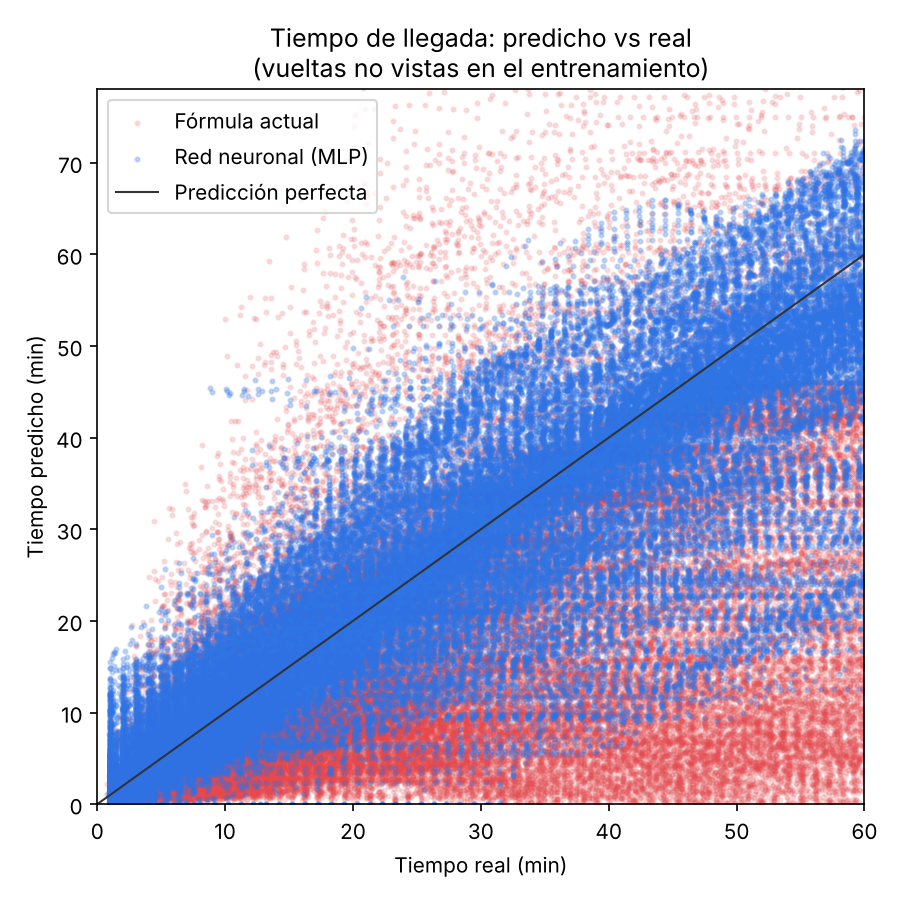 Tiempo de llegada: predicho vs real
(vueltas no vistas en el entrenamiento)
Fórmula actual
Red neuronal (MLP)
Predicción perfecta
Tiempo predicho (min)
70
60
50
40
30
20
10
0
0 10 20 30 40 50 60
Tiempo real (min)